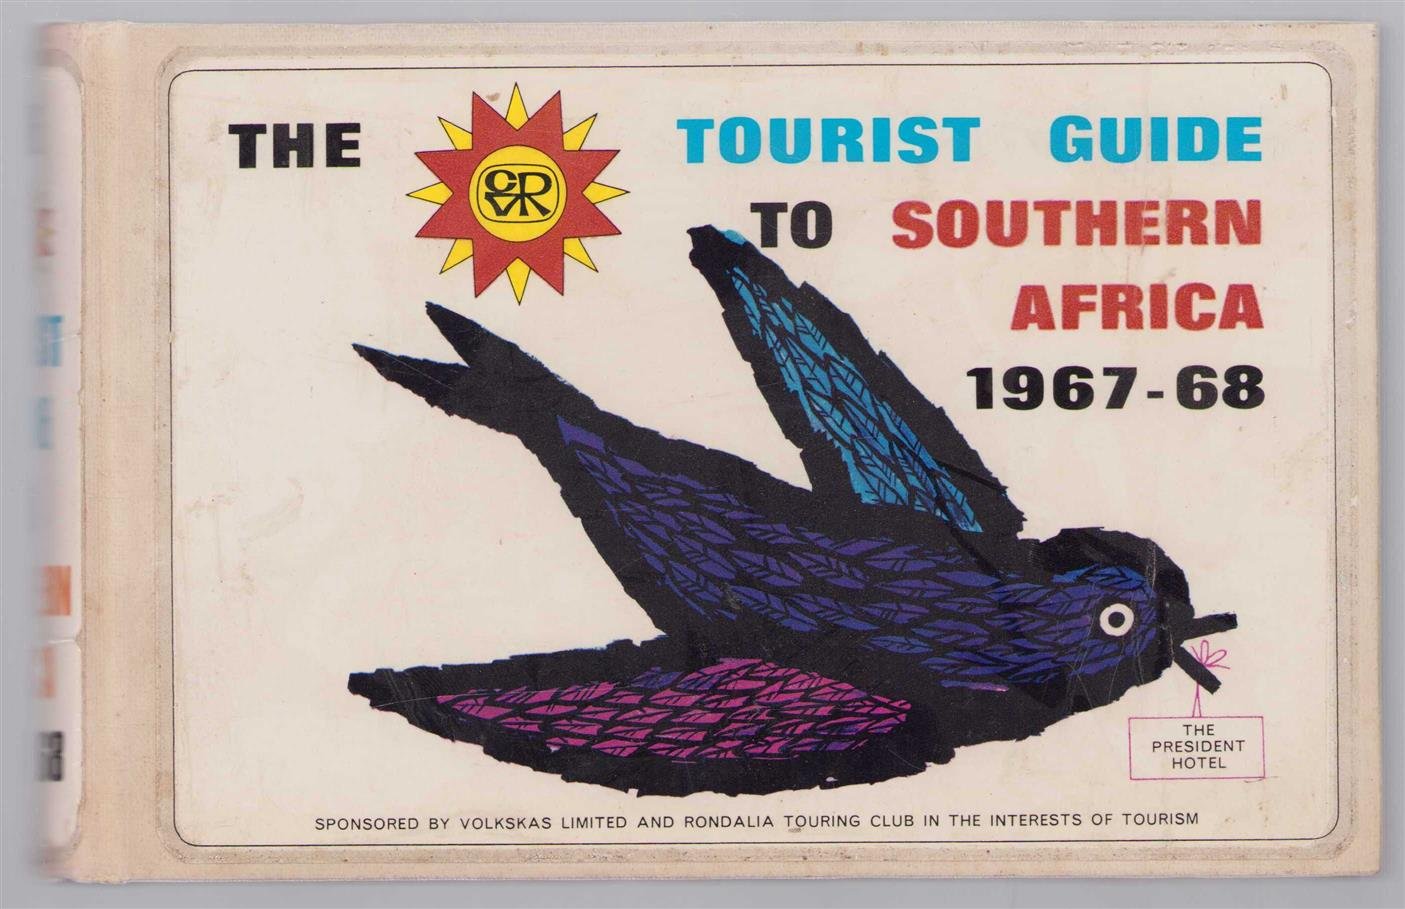 THE TOURIST GUIDE
TO SOUTHERN
AFRICA
1967-68
THE
PRESIDENT
HOTEL
SPONSORED BY VOLKSKAS LIMITED AND RONDALIA TOURING CLUB IN THE INTERESTS OF TOURISM